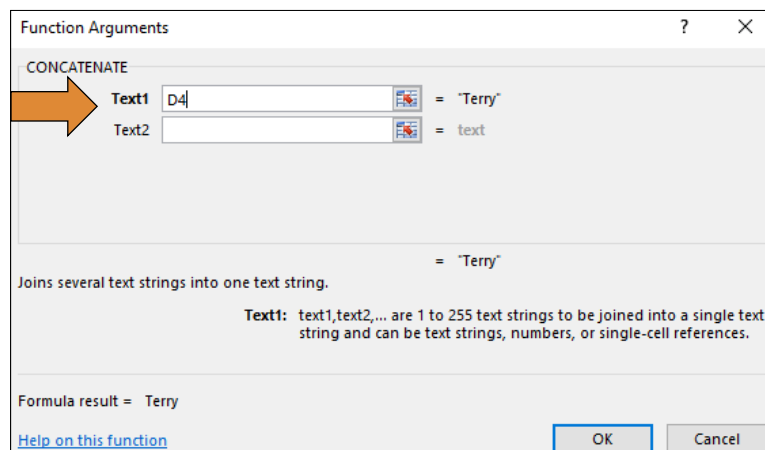 Function Arguments ? X
CONCATENATE
Text1 D4 = "Terry"
Text2 = text
= "Terry"
Joins several text strings into one text string.
Text1: text1,text2,... are 1 to 255 text strings to be joined into a single text
string and can be text strings, numbers, or single-cell references.
Formula result = Terry
Help on this function OK Cancel